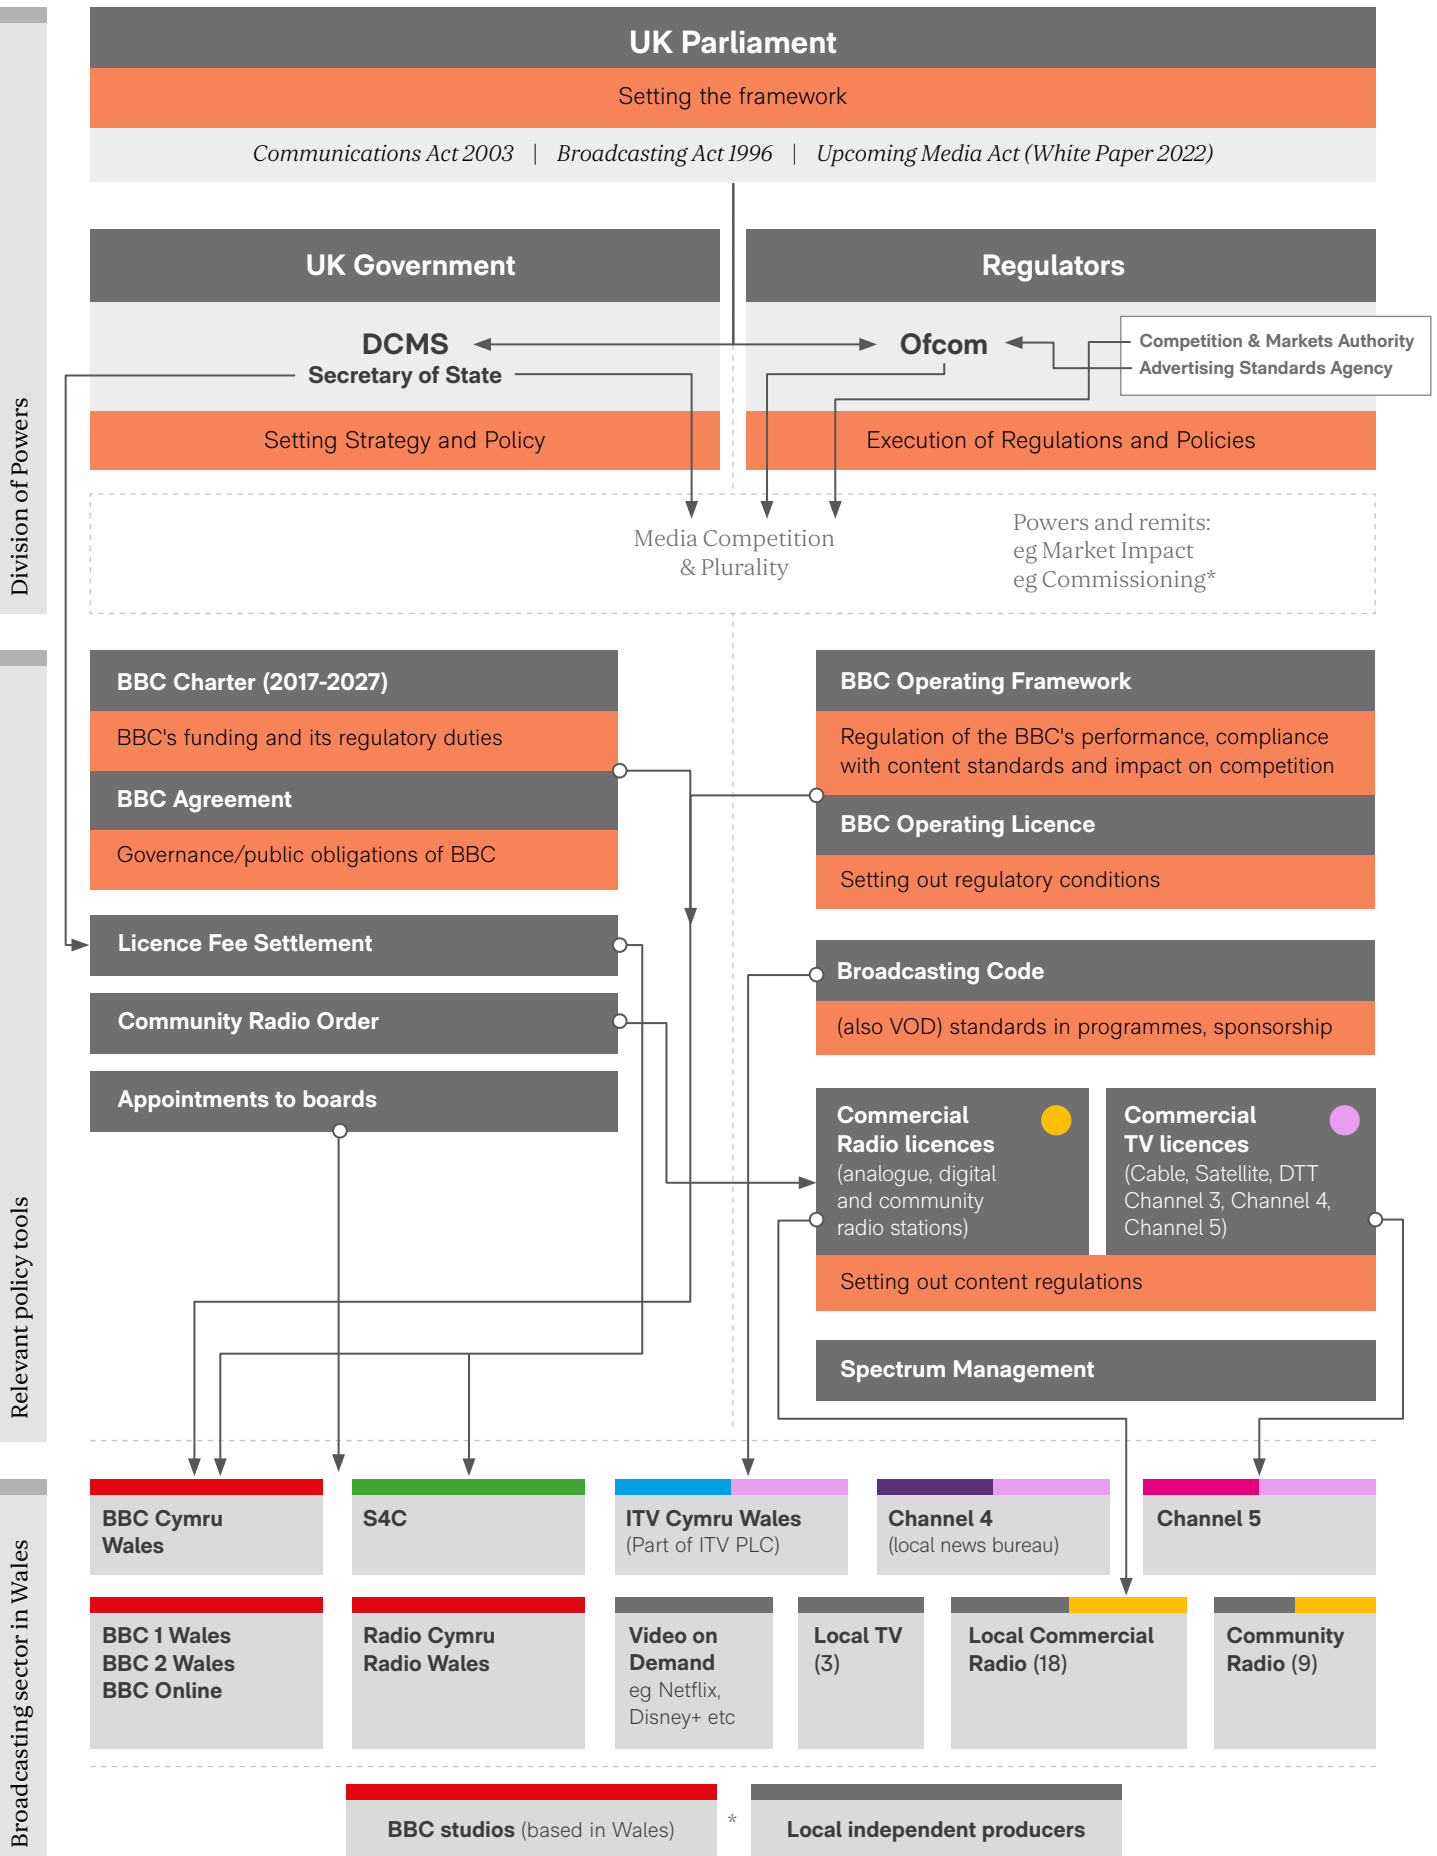 UK Parliament
Setting the framework
Communications Act 2003 | Broadcasting Act 1996 | Upcoming Media Act (White Paper 2022)
Division of Powers
UK Government
DCMS
Secretary of State
Setting Strategy and Policy
Regulators
Ofcom
Competition & Markets Authority
Advertising Standards Agency
Execution of Regulations and Policies
Media Competition
& Plurality
Powers and remits:
eg Market Impact
eg Commissioning*
Relevant policy tools
BBC Charter (2017-2027)
BBC's funding and its regulatory duties
BBC Agreement
Governance/public obligations of BBC
Licence Fee Settlement
Community Radio Order
Appointments to boards
BBC Operating Framework
Regulation of the BBC's performance, compliance
with content standards and impact on competition
BBC Operating Licence
Setting out regulatory conditions
Broadcasting Code
(also VOD) standards in programmes, sponsorship
Commercial
Radio licences
(analogue, digital
and community
radio stations)
Commercial
TV licences
(Cable, Satellite, DTT
Channel 3, Channel 4,
Channel 5)
Setting out content regulations
Spectrum Management
Broadcasting sector in Wales
BBC Cymru
Wales
S4C
ITV Cymru Wales
(Part of ITV PLC)
Channel 4
(local news bureau)
Channel 5
BBC 1 Wales
BBC 2 Wales
BBC Online
Radio Cymru
Radio Wales
Video on
Demand
eg Netflix,
Disney+ etc
Local TV
(3)
Local Commercial
Radio (18)
Community
Radio (9)
BBC studios (based in Wales)
*
Local independent producers